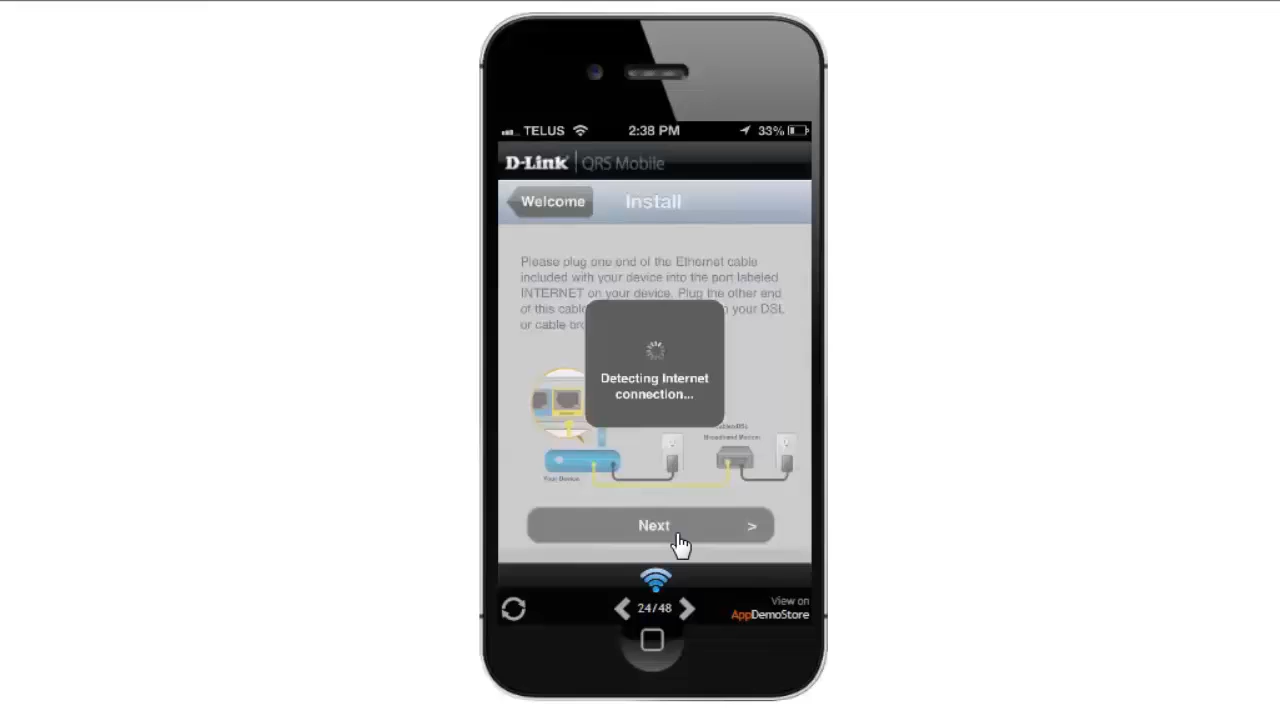 TELUS 2:38 PM 33%
D-Link QRS Mobile
Welcome Install
Please plug one end of the Ethernet cable
included with your device into the port labeled
INTERNET on your device. Plug the other end
of this cable your DSL
or cable
Detecting Internet
connection...
Broadband Modem
Your Device
Next >
24/48
View on
AppDemoStore